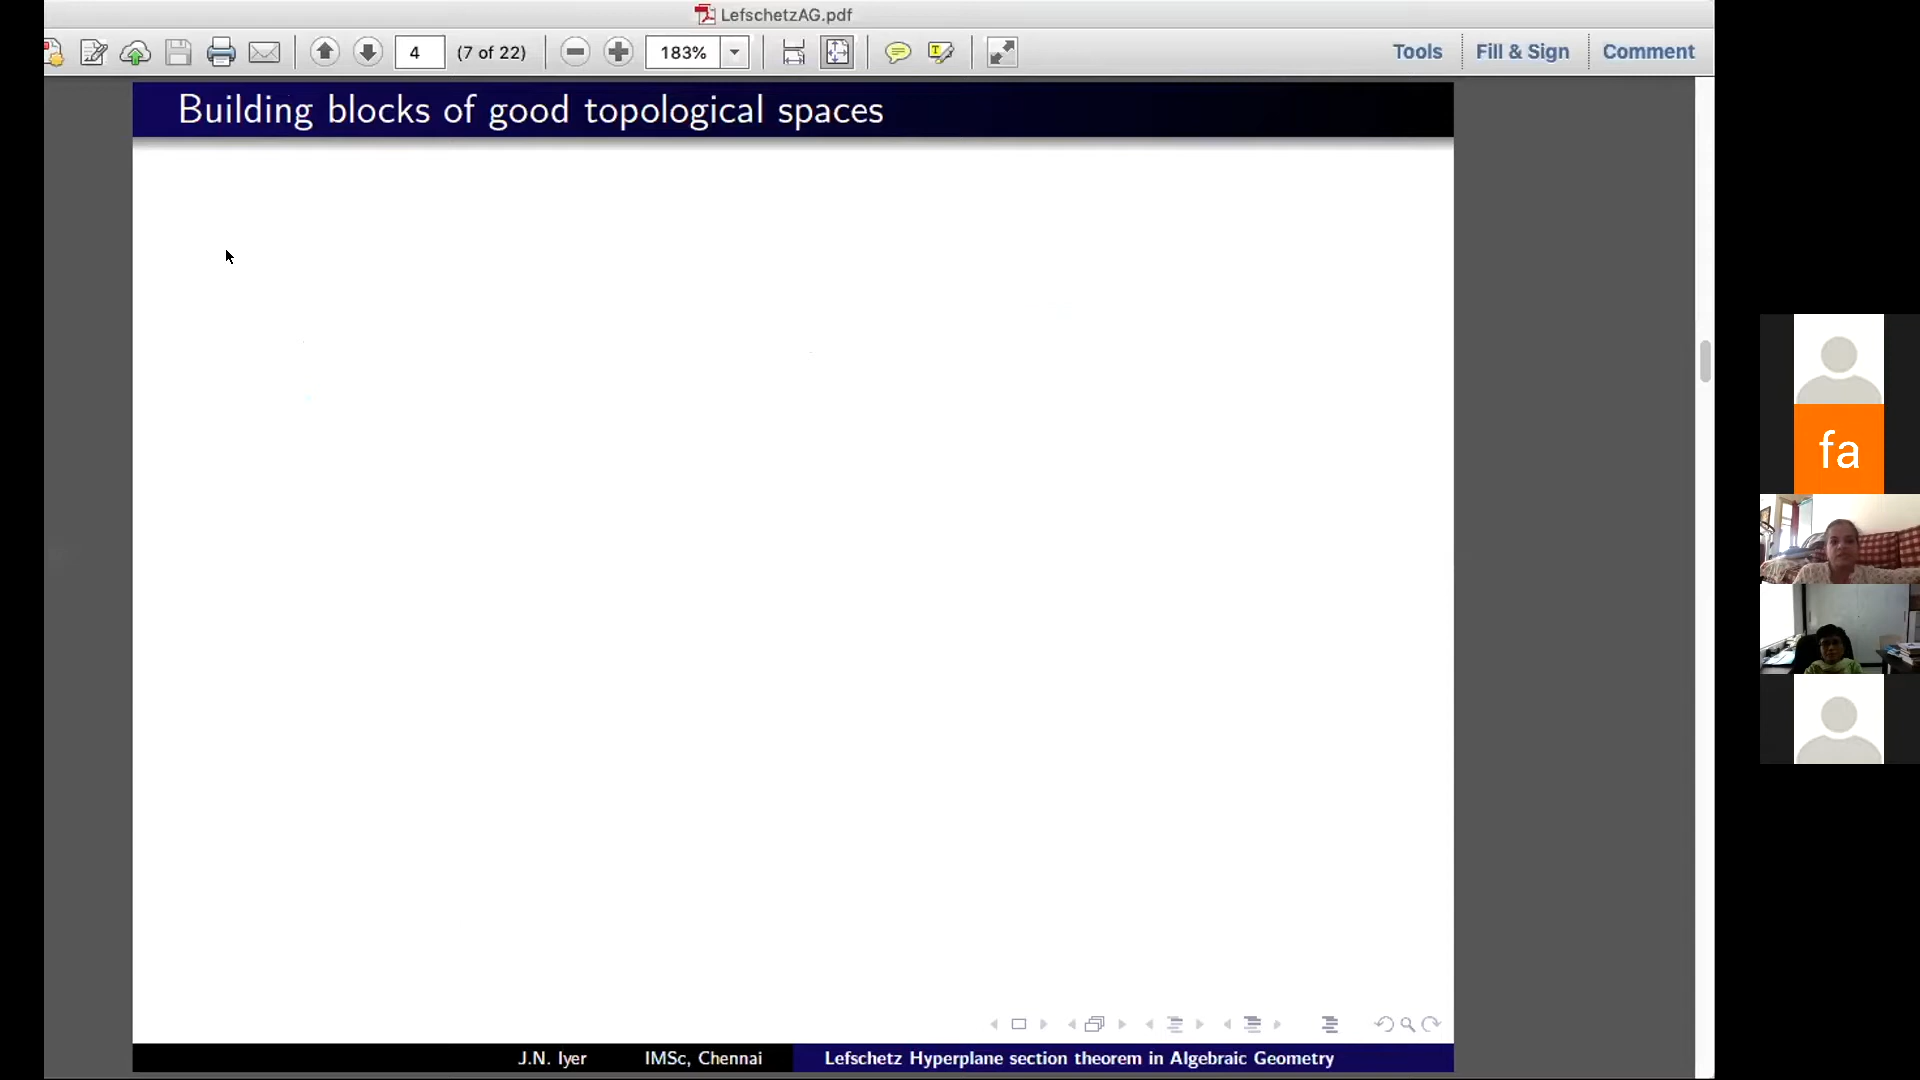 LefschetzAG.pdf
4 (7 of 22) 183% Tools Fill & Sign Comment
Building blocks of good topological spaces
fa
J.N. Iyer IMSc, Chennai Lefschetz Hyperplane section theorem in Algebraic Geometry